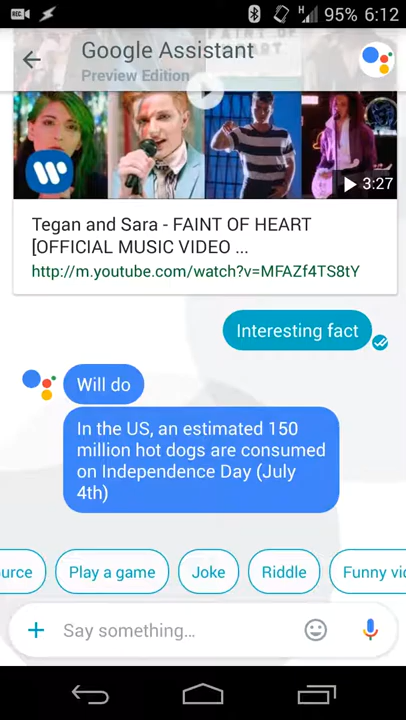 REC 95% 6:12
Google Assistant
Preview Edition
3:27
Tegan and Sara - FAINT OF HEART
[OFFICIAL MUSIC VIDEO ...
http://m.youtube.com/watch?v=MFAZf4TS8tY
Interesting fact
Will do
In the US, an estimated 150
million hot dogs are consumed
on Independence Day (July
4th)
urce Play a game Joke Riddle Funny vi
Say something...